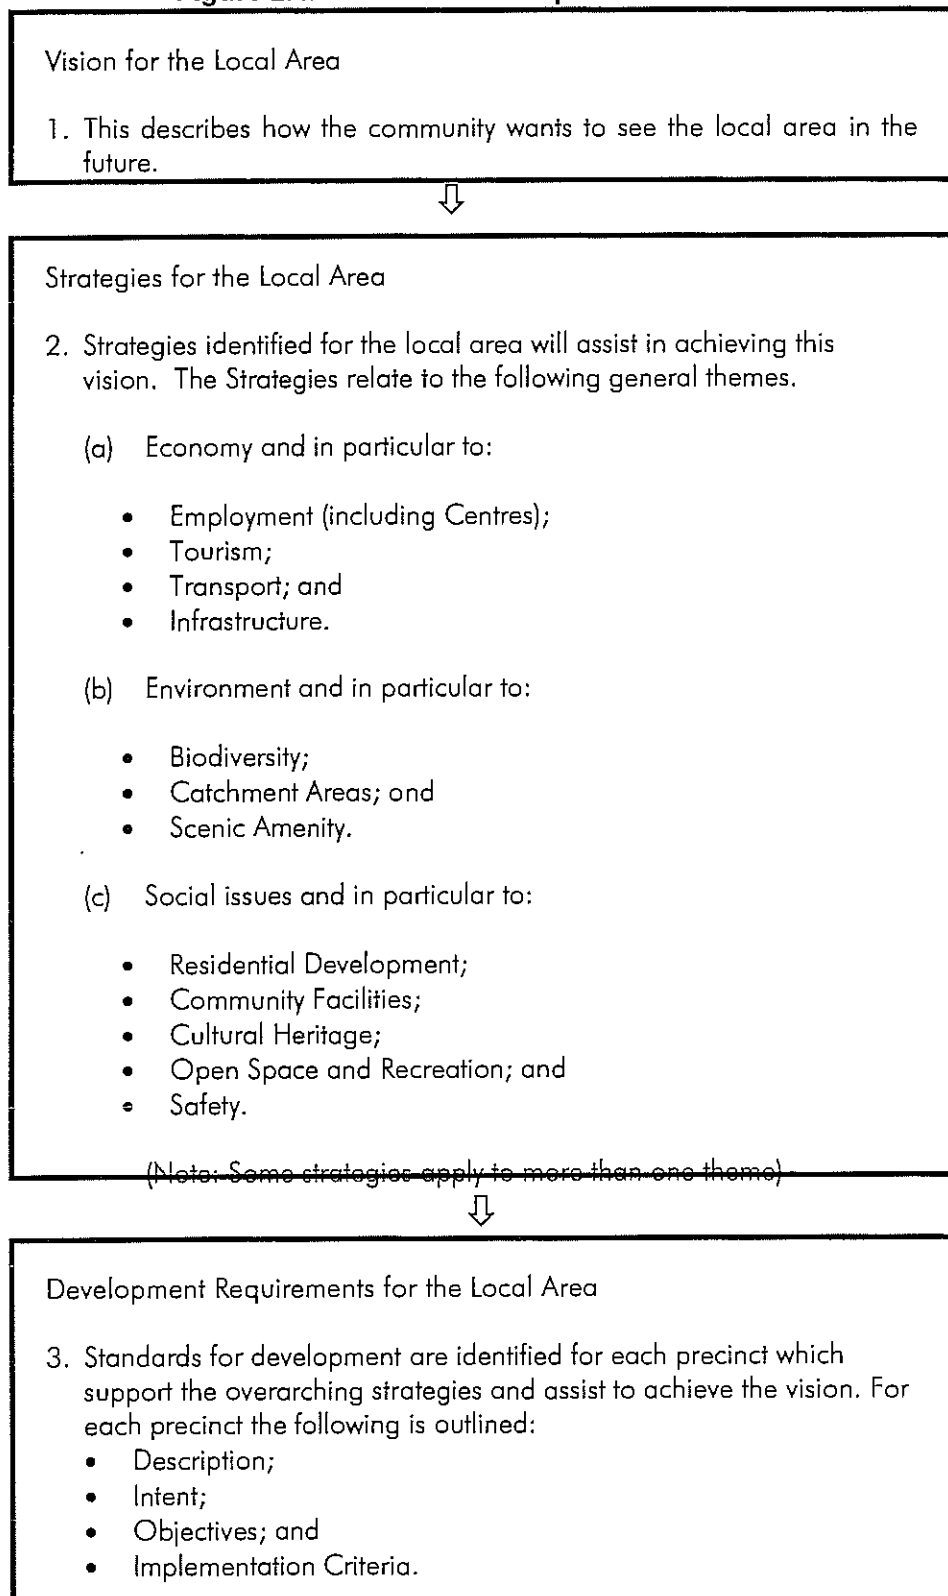 Vision for the Local Area
1. This describes how the community wants to see the local area in the
future.
Strategies for the Local Area
2. Strategies identified for the local area will assist in achieving this
vision. The Strategies relate to the following general themes.
(a) Economy and in particular to:
• Employment (including Centres);
• Tourism;
• Transport; and
• Infrastructure.
(b) Environment and in particular to:
• Biodiversity;
• Catchment Areas; and
• Scenic Amenity.
(c) Social issues and in particular to:
• Residential Development;
• Community Facilities;
• Cultural Heritage;
• Open Space and Recreation; and
• Safety.
(Note: Some strategies apply to more than one theme)
Development Requirements for the Local Area
3. Standards for development are identified for each precinct which
support the overarching strategies and assist to achieve the vision. For
each precinct the following is outlined:
• Description;
• Intent;
• Objectives; and
• Implementation Criteria.